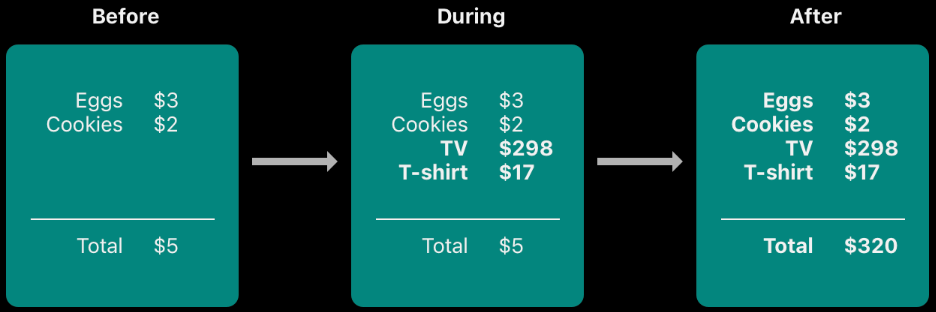 Before
Eggs $3
Cookies $2
Total $5
During
Eggs $3
Cookies $2
TV $298
T-shirt $17
Total $5
After
Eggs $3
Cookies $2
TV $298
T-shirt $17
Total $320